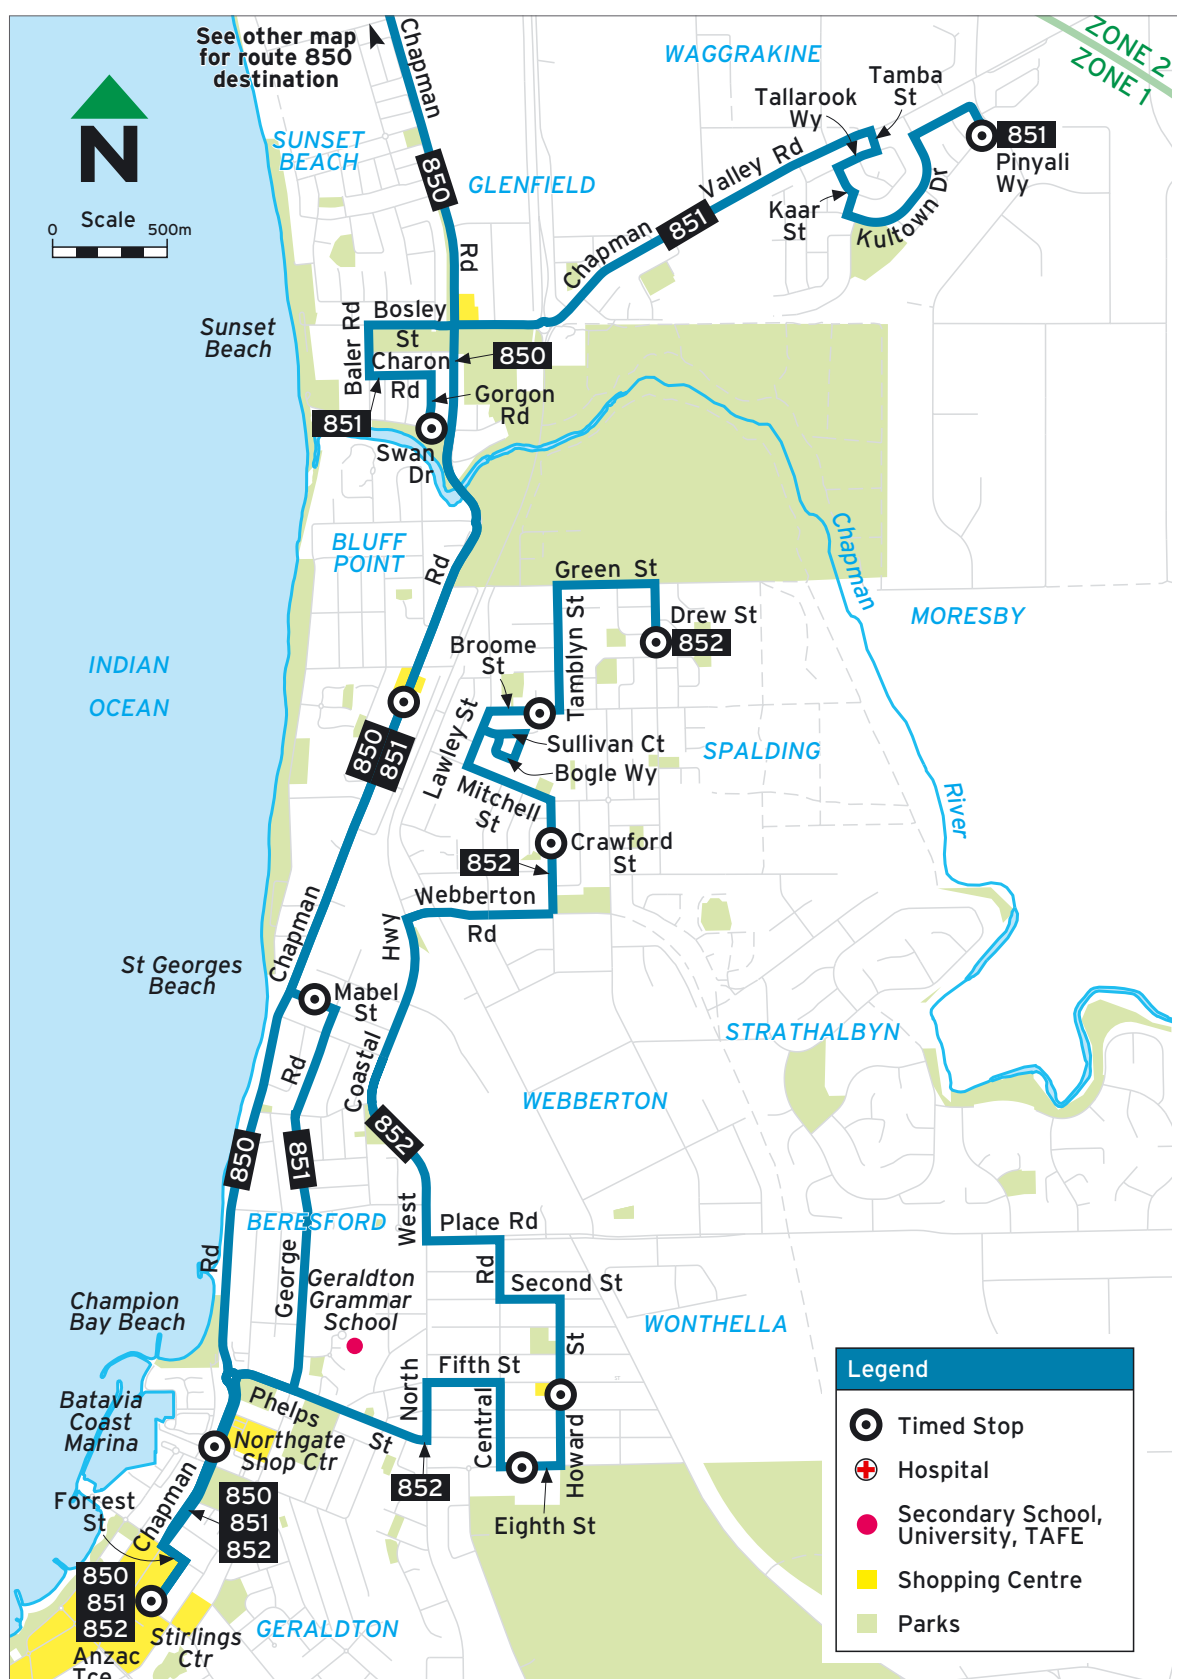 See other map
for route 850
destination
Chapman
850
Rd
WAGGRAKINE
ZONE 2
ZONE 1
Tamba
St
Tallarook
Wy
851
Pinyali
Wy
N
Scale
0 500m
SUNSET
BEACH
GLENFIELD
Chapman
851
Valley Rd
Kaar
St
Kultown Dr
Sunset
Beach
Baler Rd
Bosley
St
Charon
Rd
850
851
Gorgon
Rd
Swan
Dr
BLUFF
POINT
Rd
Chapman
River
MORESBY
Green St
Tamblyn St
Drew St
852
Broome
St
INDIAN
OCEAN
850
851
Lawley St
Sullivan Ct
Bogle Wy
SPALDING
Mitchell
St
Crawford
St
852
Webberton
Rd
Chapman
Hwy
St Georges
Beach
Mabel
St
Rd
Coastal
STRATHALBYN
WEBBERTON
852
850
851
West
BERESFORD
Place Rd
Rd
Rd
George
Geraldton
Grammar
School
Second St
Champion
Bay Beach
WONTHELLA
St
Fifth St
North
Central
Howard
Batavia
Coast
Marina
Phelps
St
Northgate
Shop Ctr
852
Eighth St
Chapman
Forrest
St
850
851
852
850
851
852
Anzac
Tce
Stirlings
Ctr
GERALDTON
Legend
Timed Stop
Hospital
Secondary School,
University, TAFE
Shopping Centre
Parks